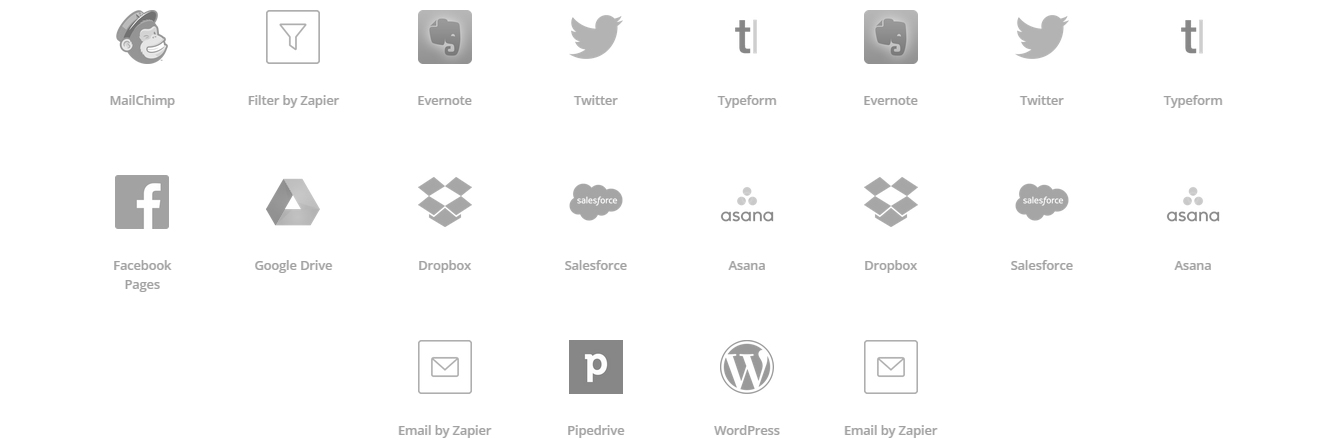 MailChimp Filter by Zapier Evernote Twitter Typeform Evernote Twitter Typeform
salesforce asana salesforce asana
Facebook Google Drive Dropbox Salesforce Asana Dropbox Salesforce Asana
Pages
Email by Zapier Pipedrive WordPress Email by Zapier